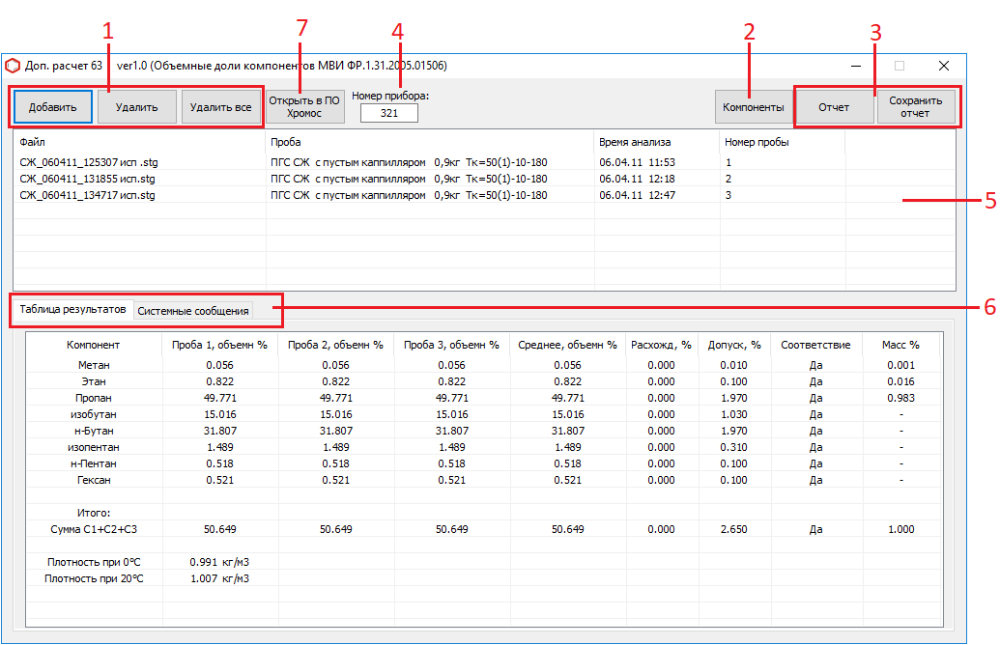 1 7 4 2 3
Доп. расчет 63 ver1.0 (Объемные доли компонентов МВИ ФР.1.31.2005.01506)
Добавить Удалить Удалить все Открыть в ПО Хромос Номер прибора: 321 Компоненты Отчет Сохранить отчет
Файл Проба Время анализа Номер пробы
СЖ_060411_125307 исп .stg ПГС СЖ с пустым каппилляром 0,9кг Тк=50(1)-10-180 06.04.11 11:53 1
СЖ_060411_131855 исп.stg ПГС СЖ с пустым каппилляром 0,9кг Тк=50(1)-10-180 06.04.11 12:18 2
СЖ_060411_134717 исп.stg ПГС СЖ с пустым каппилляром 0,9кг Тк=50(1)-10-180 06.04.11 12:47 3
5
6
Таблица результатов Системные сообщения
Компонент Проба 1, объемн % Проба 2, объемн % Проба 3, объемн % Среднее, объемн % Расхожд, % Допуск, % Соответствие Масс %
Метан 0.056 0.056 0.056 0.056 0.000 0.010 Да 0.001
Этан 0.822 0.822 0.822 0.822 0.000 0.100 Да 0.016
Пропан 49.771 49.771 49.771 49.771 0.000 1.970 Да 0.983
изобутан 15.016 15.016 15.016 15.016 0.000 1.030 Да -
н-Бутан 31.807 31.807 31.807 31.807 0.000 1.970 Да -
изопентан 1.489 1.489 1.489 1.489 0.000 0.310 Да -
н-Пентан 0.518 0.518 0.518 0.518 0.000 0.100 Да -
Гексан 0.521 0.521 0.521 0.521 0.000 0.100 Да -
Итого:
Сумма С1+С2+С3 50.649 50.649 50.649 50.649 0.000 2.650 Да 1.000
Плотность при 0°С 0.991 кг/м3
Плотность при 20°С 1.007 кг/м3